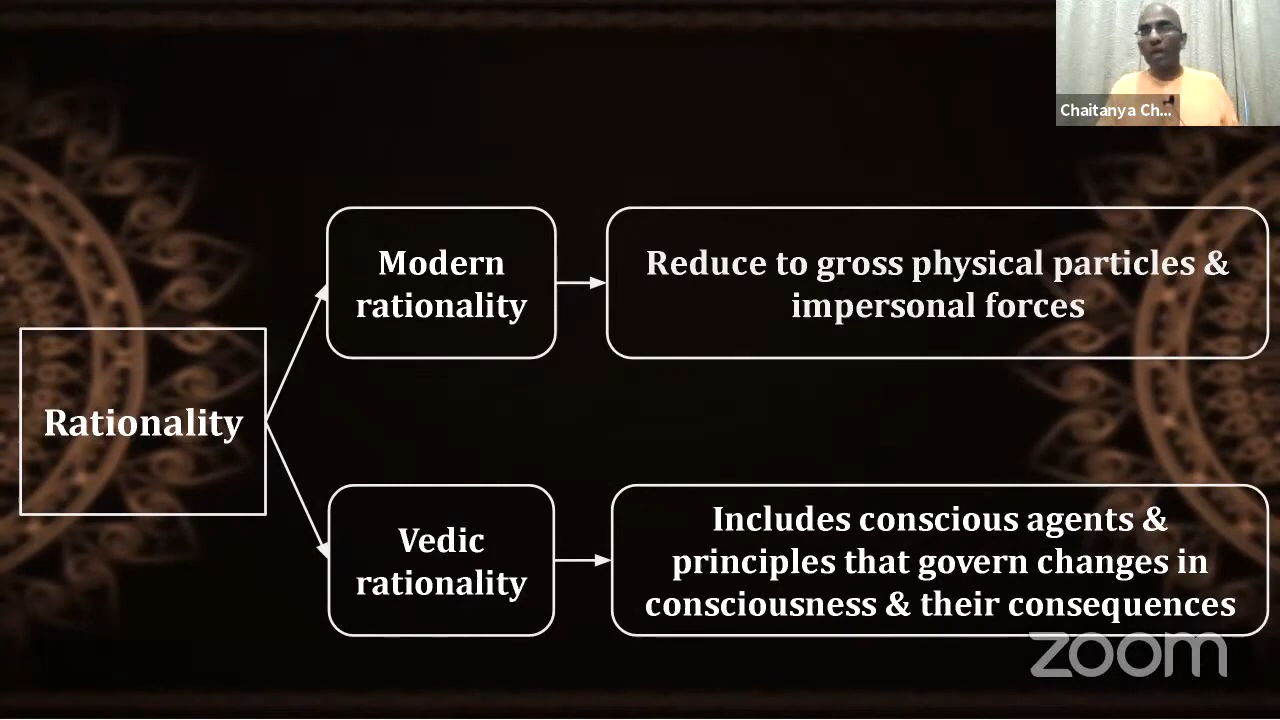 Chaitanya Ch...
Modern
rationality
Reduce to gross physical particles &
impersonal forces
Rationality
Vedic
rationality
Includes conscious agents &
principles that govern changes in
consciousness & their consequences
zoom